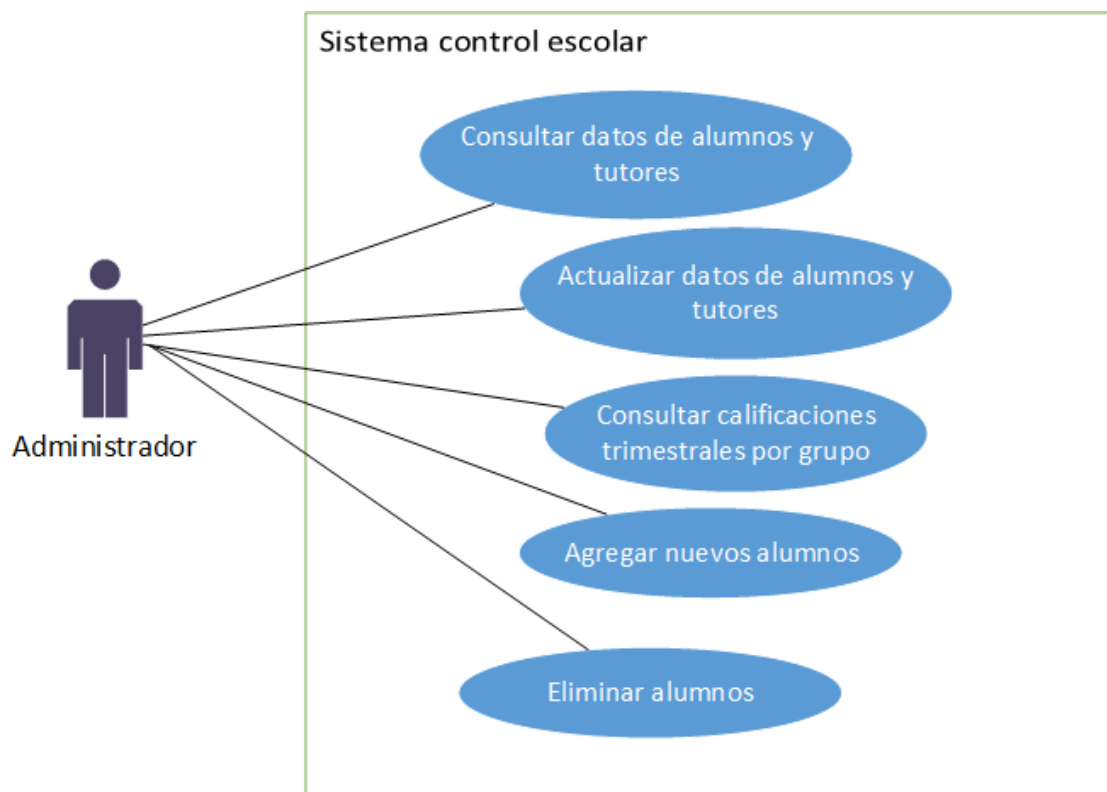 Sistema control escolar
Consultar datos de alumnos y
tutores
Actualizar datos de alumnos y
tutores
Consultar calificaciones
trimestrales por grupo
Administrador
Agregar nuevos alumnos
Eliminar alumnos